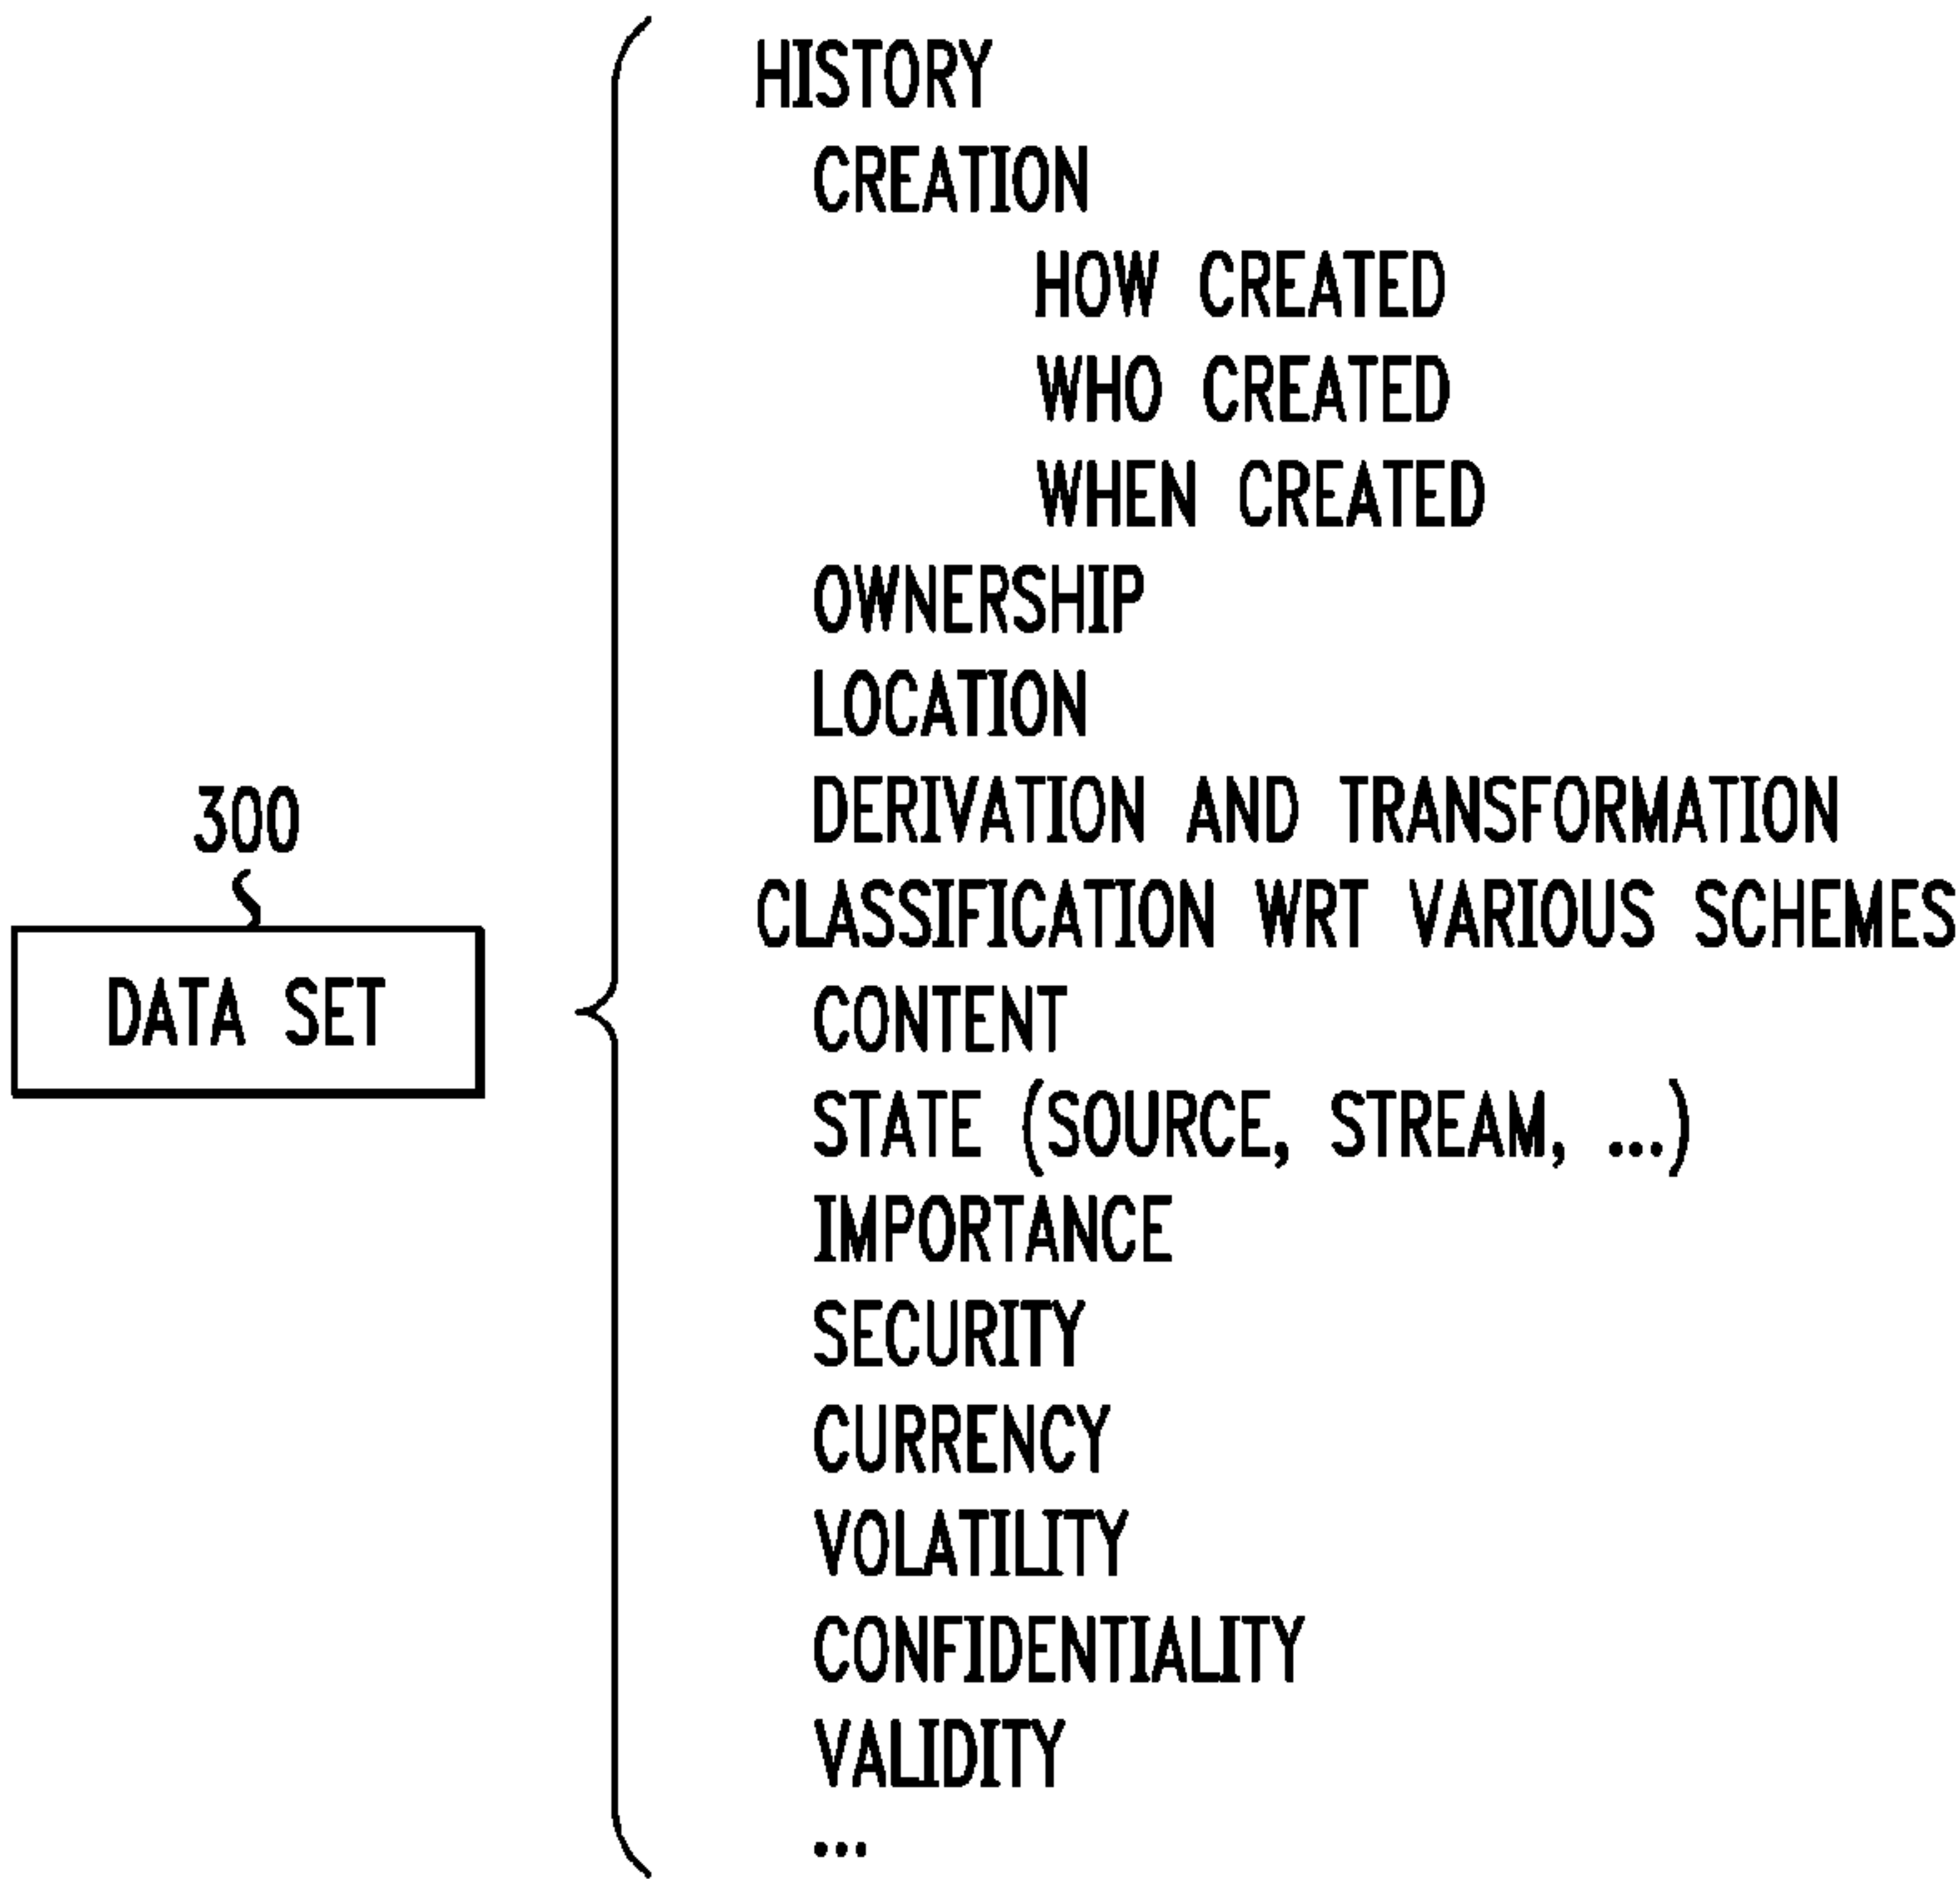 HISTORY
CREATION
HOW CREATED
WHO CREATED
WHEN CREATED
OWNERSHIP
LOCATION
DERIVATION AND TRANSFORMATION
300
CLASSIFICATION WRT VARIOUS SCHEMES
DATA SET
CONTENT
STATE (SOURCE, STREAM, ...)
IMPORTANCE
SECURITY
CURRENCY
VOLATILITY
CONFIDENTIALITY
VALIDITY
...